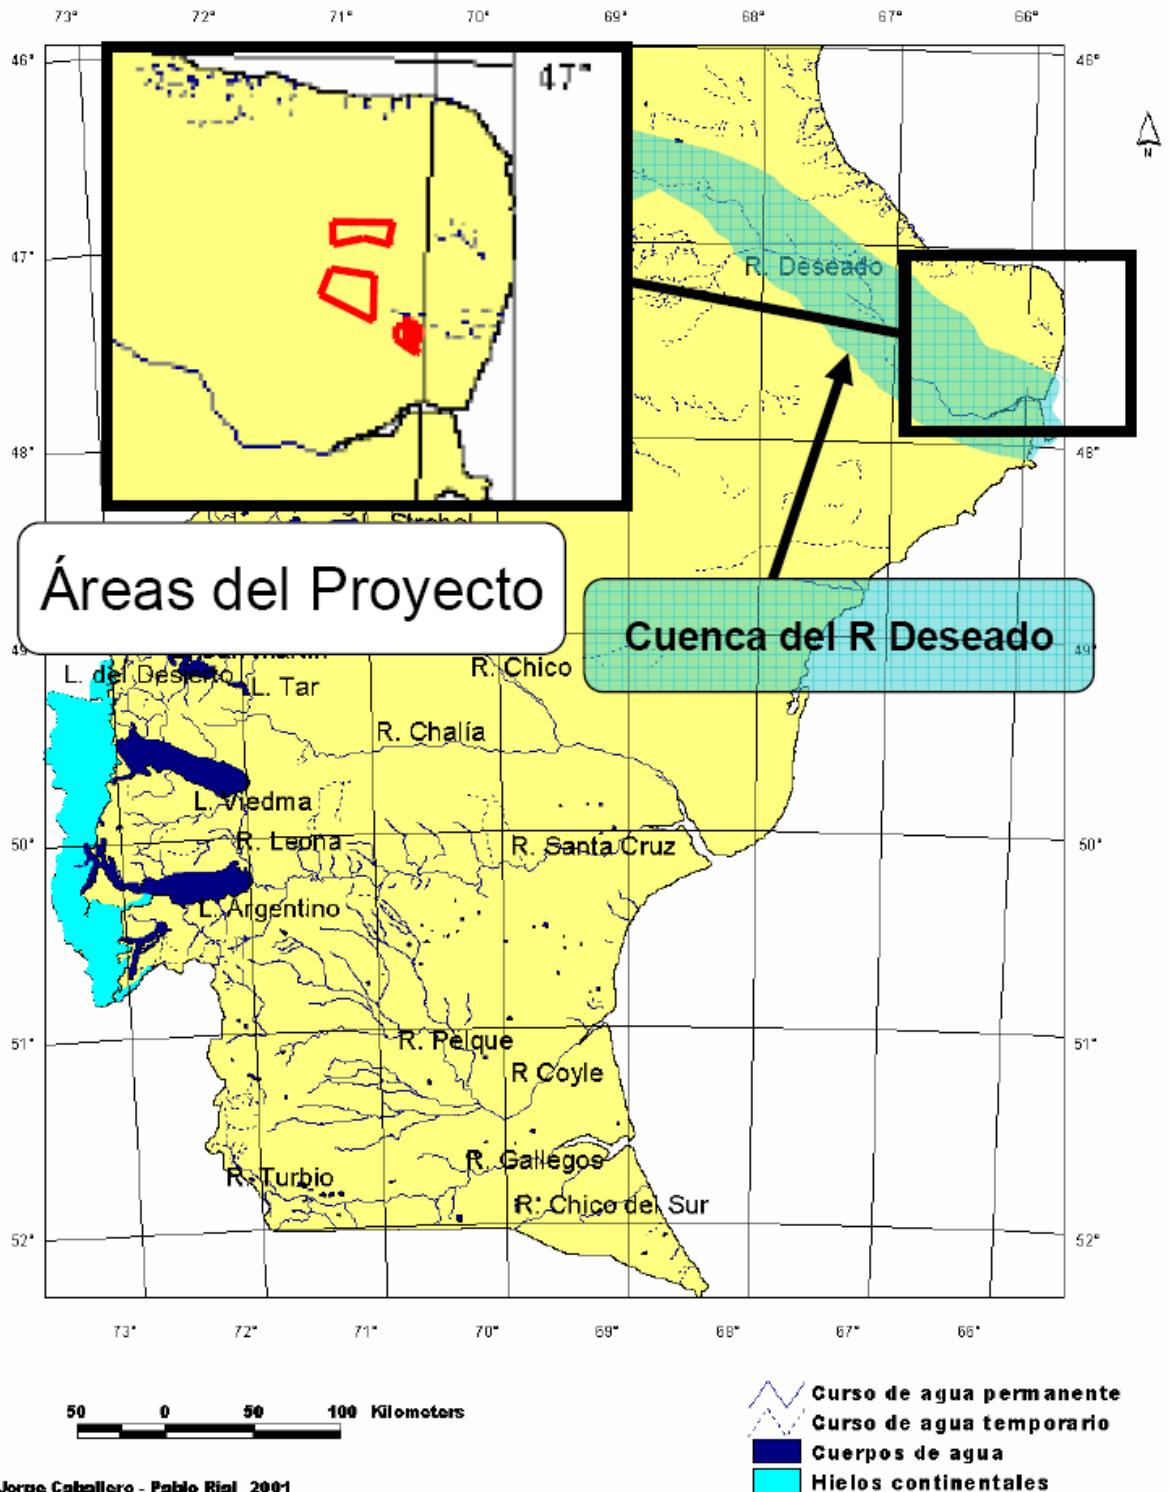 73° 72° 71° 70° 69° 68° 67° 66°
46° 46°
47°
47°
R. Deseado
48° 48°
Strobel
Áreas del Proyecto
Cuenca del R Deseado
49 49°
L. del Desierto
R. Chico
L. Tar
R. Chalía
L. Viedma
R. Leona
R. Santa Cruz
50° 50°
L. Argentino
R. Pelque
51° 51°
R Coyle
R. Gallegos
R. Turbio
R. Chico del Sur
52° 52°
73° 72° 71° 70° 69° 68° 67° 66°
50 0 50 100 Kilometers
N
Curso de agua permanente
Curso de agua temporario
Cuerpos de agua
Hielos continentales
Jorge Caballero - Pablo Rial 2001